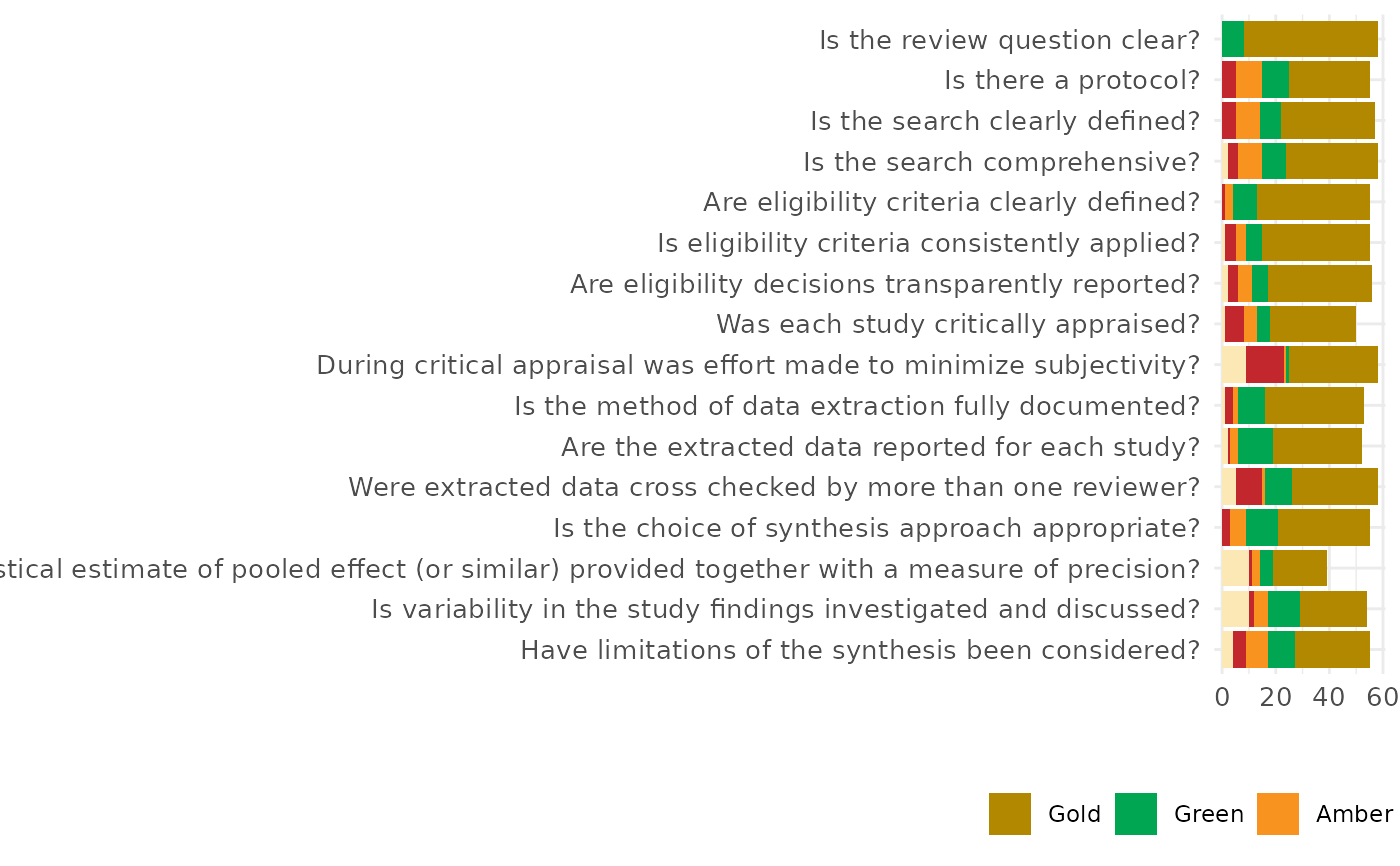 Is the review question clear?
Is there a protocol?
Is the search clearly defined?
Is the search comprehensive?
Are eligibility criteria clearly defined?
Is eligibility criteria consistently applied?
Are eligibility decisions transparently reported?
Was each study critically appraised?
During critical appraisal was effort made to minimize subjectivity?
Is the method of data extraction fully documented?
Are the extracted data reported for each study?
Were extracted data cross checked by more than one reviewer?
Is the choice of synthesis approach appropriate?
estimate of pooled effect (or similar) provided together with a measure of precision?
Is variability in the study findings investigated and discussed?
Have limitations of the synthesis been considered?
0 20 40 60
Gold Green Amber